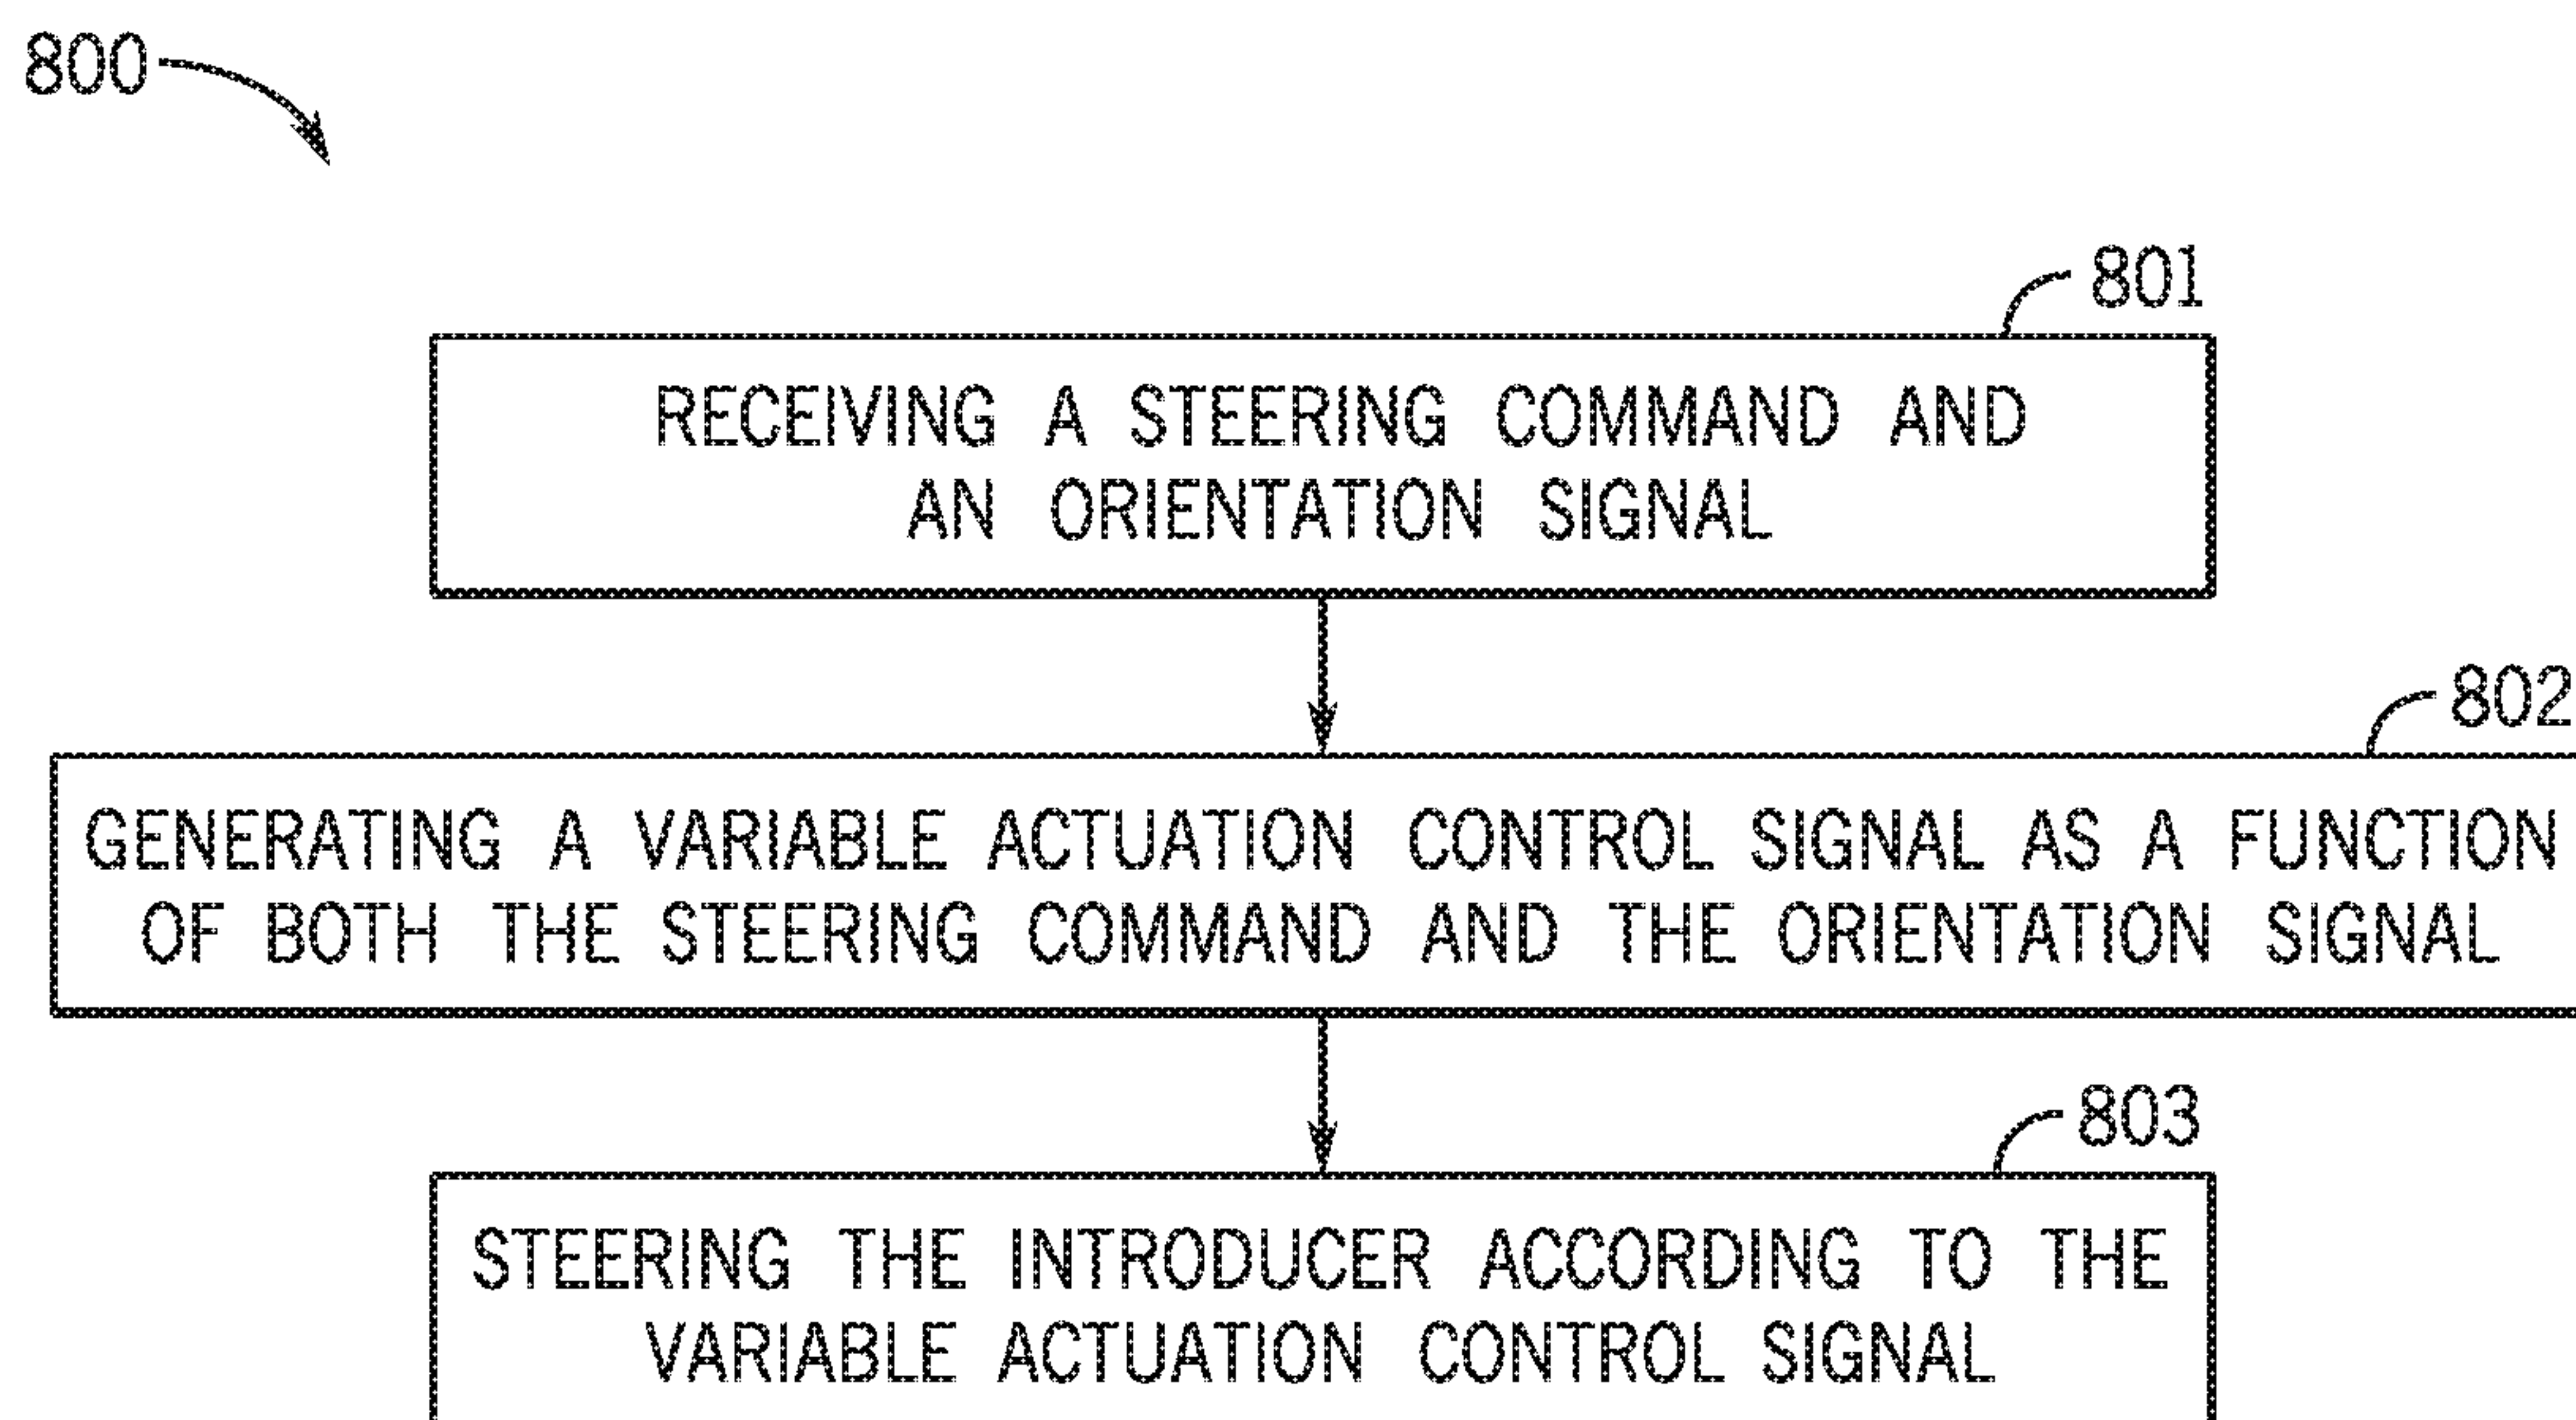 800
801
RECEIVING A STEERING COMMAND AND
AN ORIENTATION SIGNAL
802
GENERATING A VARIABLE ACTUATION CONTROL SIGNAL AS A FUNCTION
OF BOTH THE STEERING COMMAND AND THE ORIENTATION SIGNAL
803
STEERING THE INTRODUCER ACCORDING TO THE
VARIABLE ACTUATION CONTROL SIGNAL